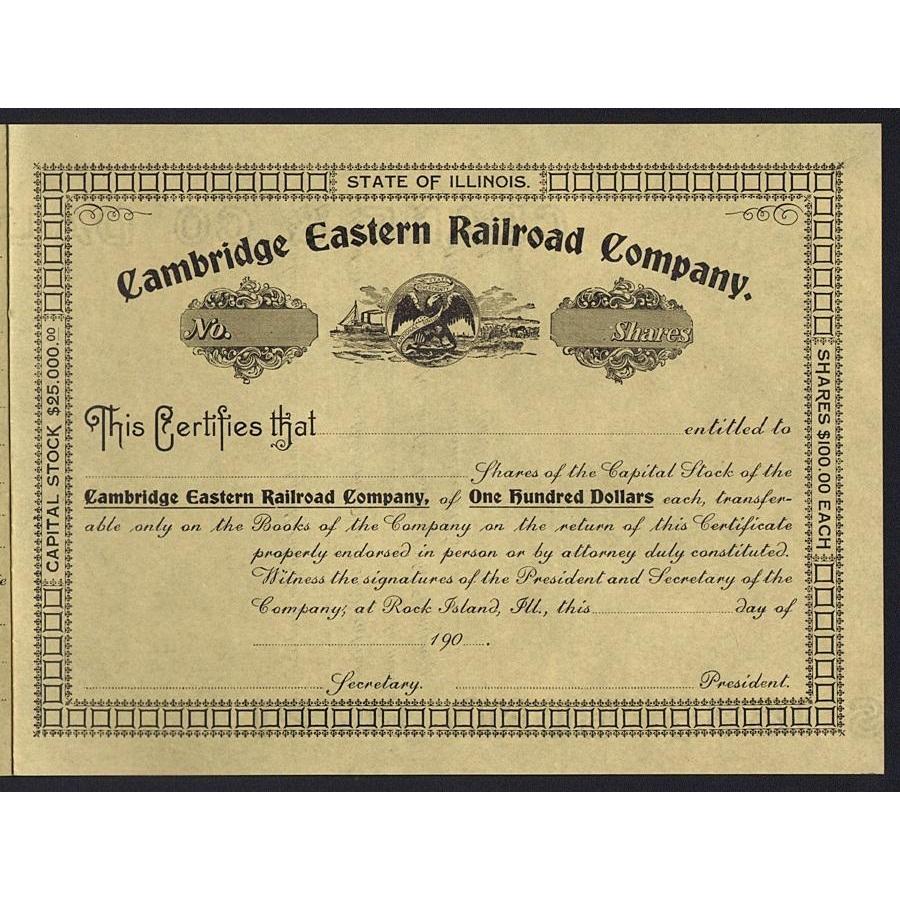 STATE OF ILLINOIS.
Cambridge Eastern Railroad Company.
No.
Shares
CAPITAL STOCK $25,000.00
SHARES $100.00 EACH
This Certifies that entitled to
Shares of the Capital Stock of the
Cambridge Eastern Railroad Company, of One Hundred Dollars each, transfer-
able only on the Books of the Company on the return of this Certificate
properly endorsed in person or by attorney duly constituted.
Witness the signatures of the President and Secretary of the
Company, at Rock Island, Ill., this day of
190 .
Secretary. President.